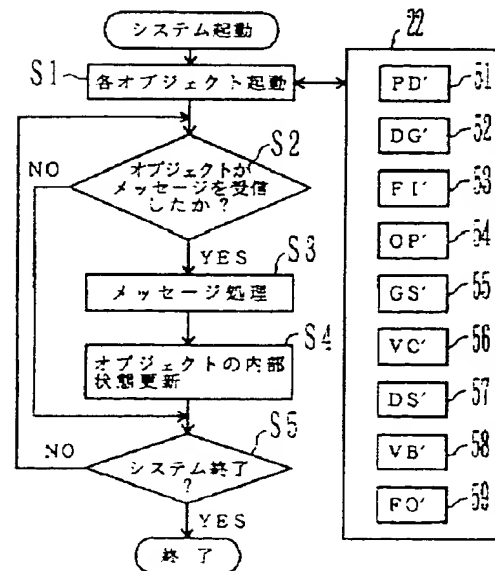 システム起動
S1
各オブジェクト起動
S2
オブジェクトが
メッセージを受信
したか?
NO
YES
S3
メッセージ処理
S4
オブジェクトの内部
状態更新
S5
NO
システム終了
?
YES
終了
22
PD′
51
DG′
52
FI′
53
OP′
54
GS′
55
VC′
56
DS′
57
VB′
58
FO′
59